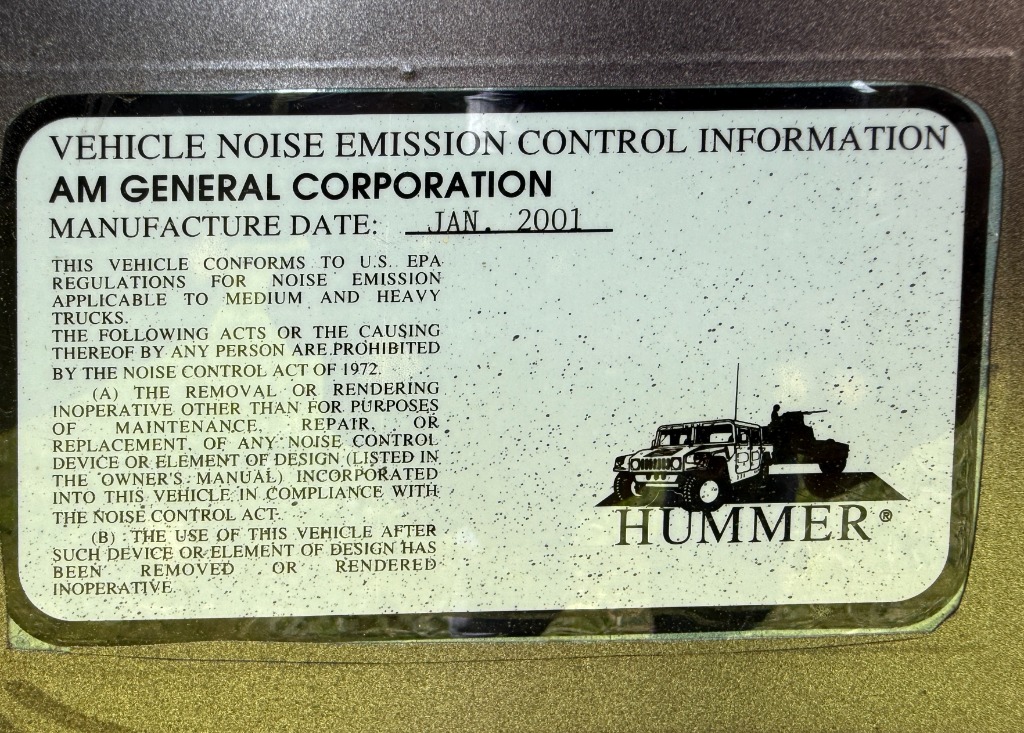 VEHICLE NOISE EMISSION CONTROL INFORMATION
AM GENERAL CORPORATION
MANUFACTURE DATE: JAN. 2001
THIS VEHICLE CONFORMS TO U.S. EPA
REGULATIONS FOR NOISE EMISSION
APPLICABLE TO MEDIUM AND HEAVY
TRUCKS.
THE FOLLOWING ACTS OR THE CAUSING
THEREOF BY ANY PERSON ARE PROHIBITED
BY THE NOISE CONTROL ACT OF 1972.
(A) THE REMOVAL OR RENDERING
INOPERATIVE OTHER THAN FOR PURPOSES
OF MAINTENANCE, REPAIR, OR
REPLACEMENT, OF ANY NOISE CONTROL
DEVICE OR ELEMENT OF DESIGN (LISTED IN
THE OWNER'S MANUAL) INCORPORATED
INTO THIS VEHICLE IN COMPLIANCE WITH
THE NOISE CONTROL ACT.
(B) THE USE OF THIS VEHICLE AFTER
SUCH DEVICE OR ELEMENT OF DESIGN HAS
BEEN REMOVED OR RENDERED
INOPERATIVE.
HUMMER®